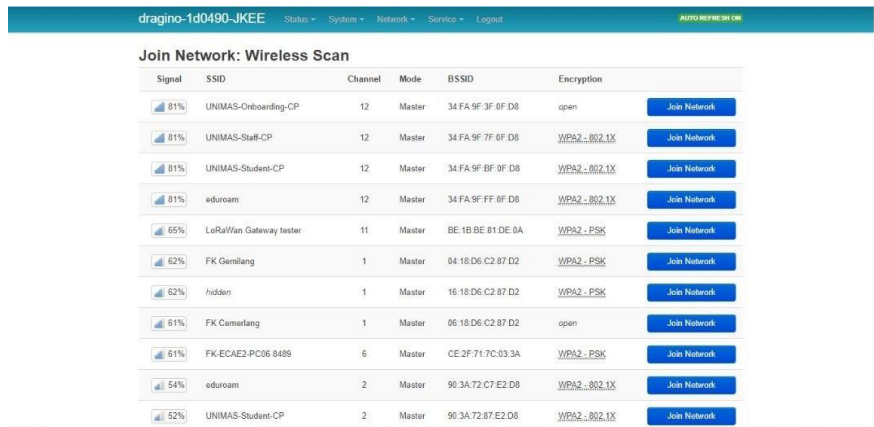 dragino-1d0490-JKEE Status System Network Service Logout AUTO REFRESH ON
Join Network: Wireless Scan
Signal SSID Channel Mode BSSID Encryption
81% UNIMAS-Onboarding-CP 12 Master 34:FA:9F:3F:0F:D8 open Join Network
81% UNIMAS-Staff-CP 12 Master 34:FA:9F:7F:0F:D8 WPA2 - 802.1X Join Network
81% UNIMAS-Student-CP 12 Master 34:FA:9F:BF:0F:D8 WPA2 - 802.1X Join Network
81% eduroam 12 Master 34:FA:9F:FF:0F:D8 WPA2 - 802.1X Join Network
65% LoRaWan Gateway tester 11 Master BE:1B:BE:81:DE:0A WPA2 - PSK Join Network
62% FK Gemilang 1 Master 04:18:D6:C2:87:D2 WPA2 - PSK Join Network
62% hidden 1 Master 16:18:D6:C2:87:D2 WPA2 - PSK Join Network
61% FK Cemerlang 1 Master 06:18:D6:C2:87:D2 open Join Network
61% FK-ECAE2-PC06 8489 6 Master CE:2F:71:7C:03:3A WPA2 - PSK Join Network
54% eduroam 2 Master 90:3A:72:C7:E2:D8 WPA2 - 802.1X Join Network
52% UNIMAS-Student-CP 2 Master 90:3A:72:87:E2:D8 WPA2 - 802.1X Join Network